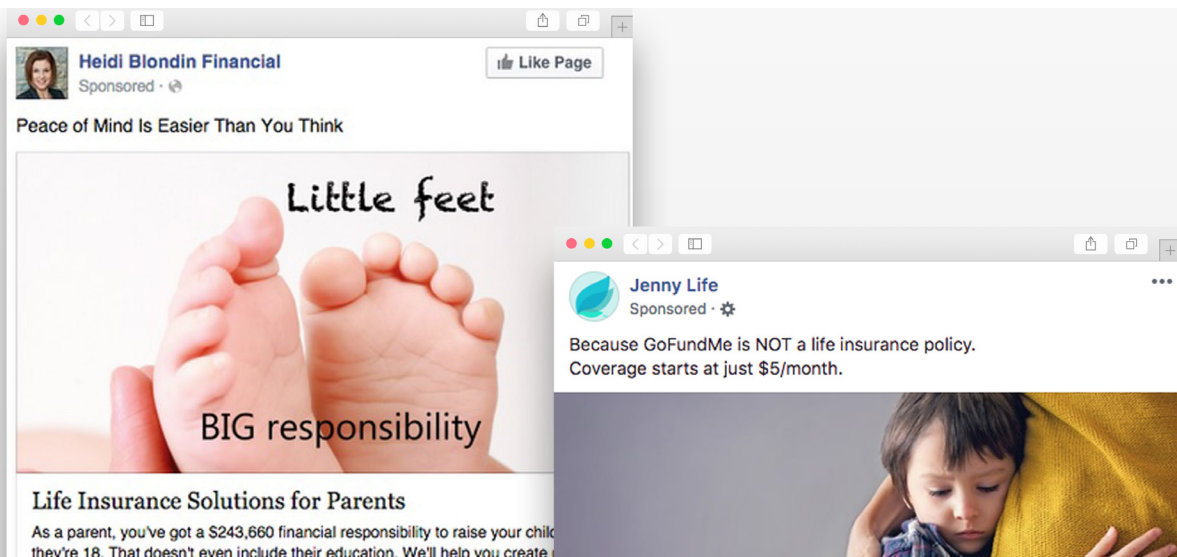 Heidi Blondin Financial
Like Page
Sponsored ·
Peace of Mind Is Easier Than You Think
Little feet
BIG responsibility
Life Insurance Solutions for Parents
As a parent, you've got a $243,660 financial responsibility to raise your
they're 18. That doesn't even include their education. We'll help you create
Jenny Life
Sponsored ·
Because GoFundMe is NOT a life insurance policy.
Coverage starts at just $5/month.